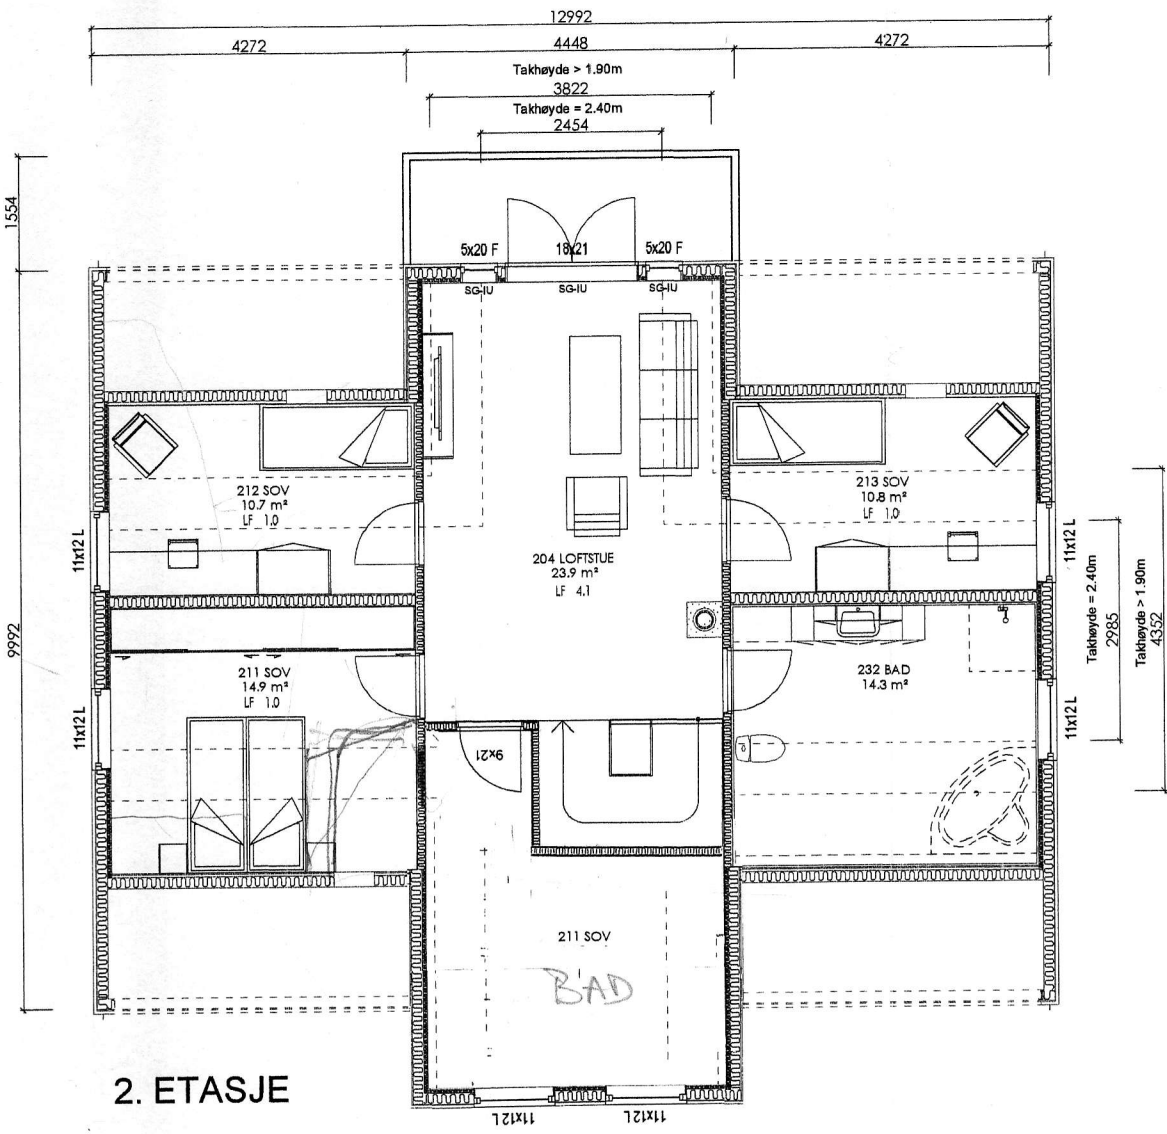 12992
4272
4448
4272
Takhøyde > 1.90m
3822
Takhøyde = 2.40m
2454
1554
5x20 F
18x21
5x20 F
SG-IU
SG-IU
SG-IU
212 SOV
10.7 m²
LF 1.0
213 SOV
10.8 m²
LF 1.0
11x12 L
11x12 L
204 LOFTSTUE
23.9 m²
LF 4.1
Takhøyde = 2.40m
2985
Takhøyde > 1.90m
4352
9992
211 SOV
14.9 m²
LF 1.0
232 BAD
14.3 m²
11x12 L
11x12 L
9x21
211 SOV
BAD
2. ETASJE
11x12 L
11x12 L